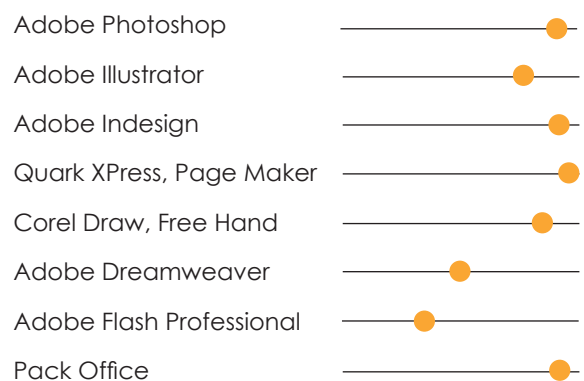 Adobe Photoshop
Adobe Illustrator
Adobe Indesign
Quark XPress, Page Maker
Corel Draw, Free Hand
Adobe Dreamweaver
Adobe Flash Professional
Pack Office